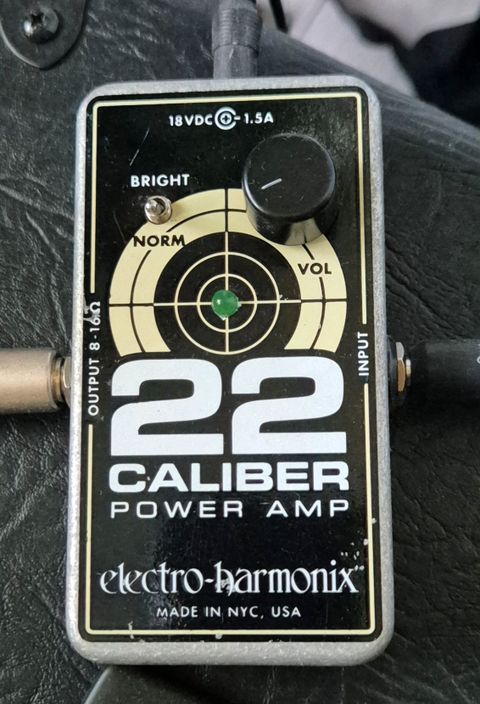 18VDC - 1.5A
BRIGHT
NORM
VOL
OUTPUT 8-16Ω
INPUT
22
CALIBER
POWER AMP
electro-harmonix
MADE IN NYC, USA